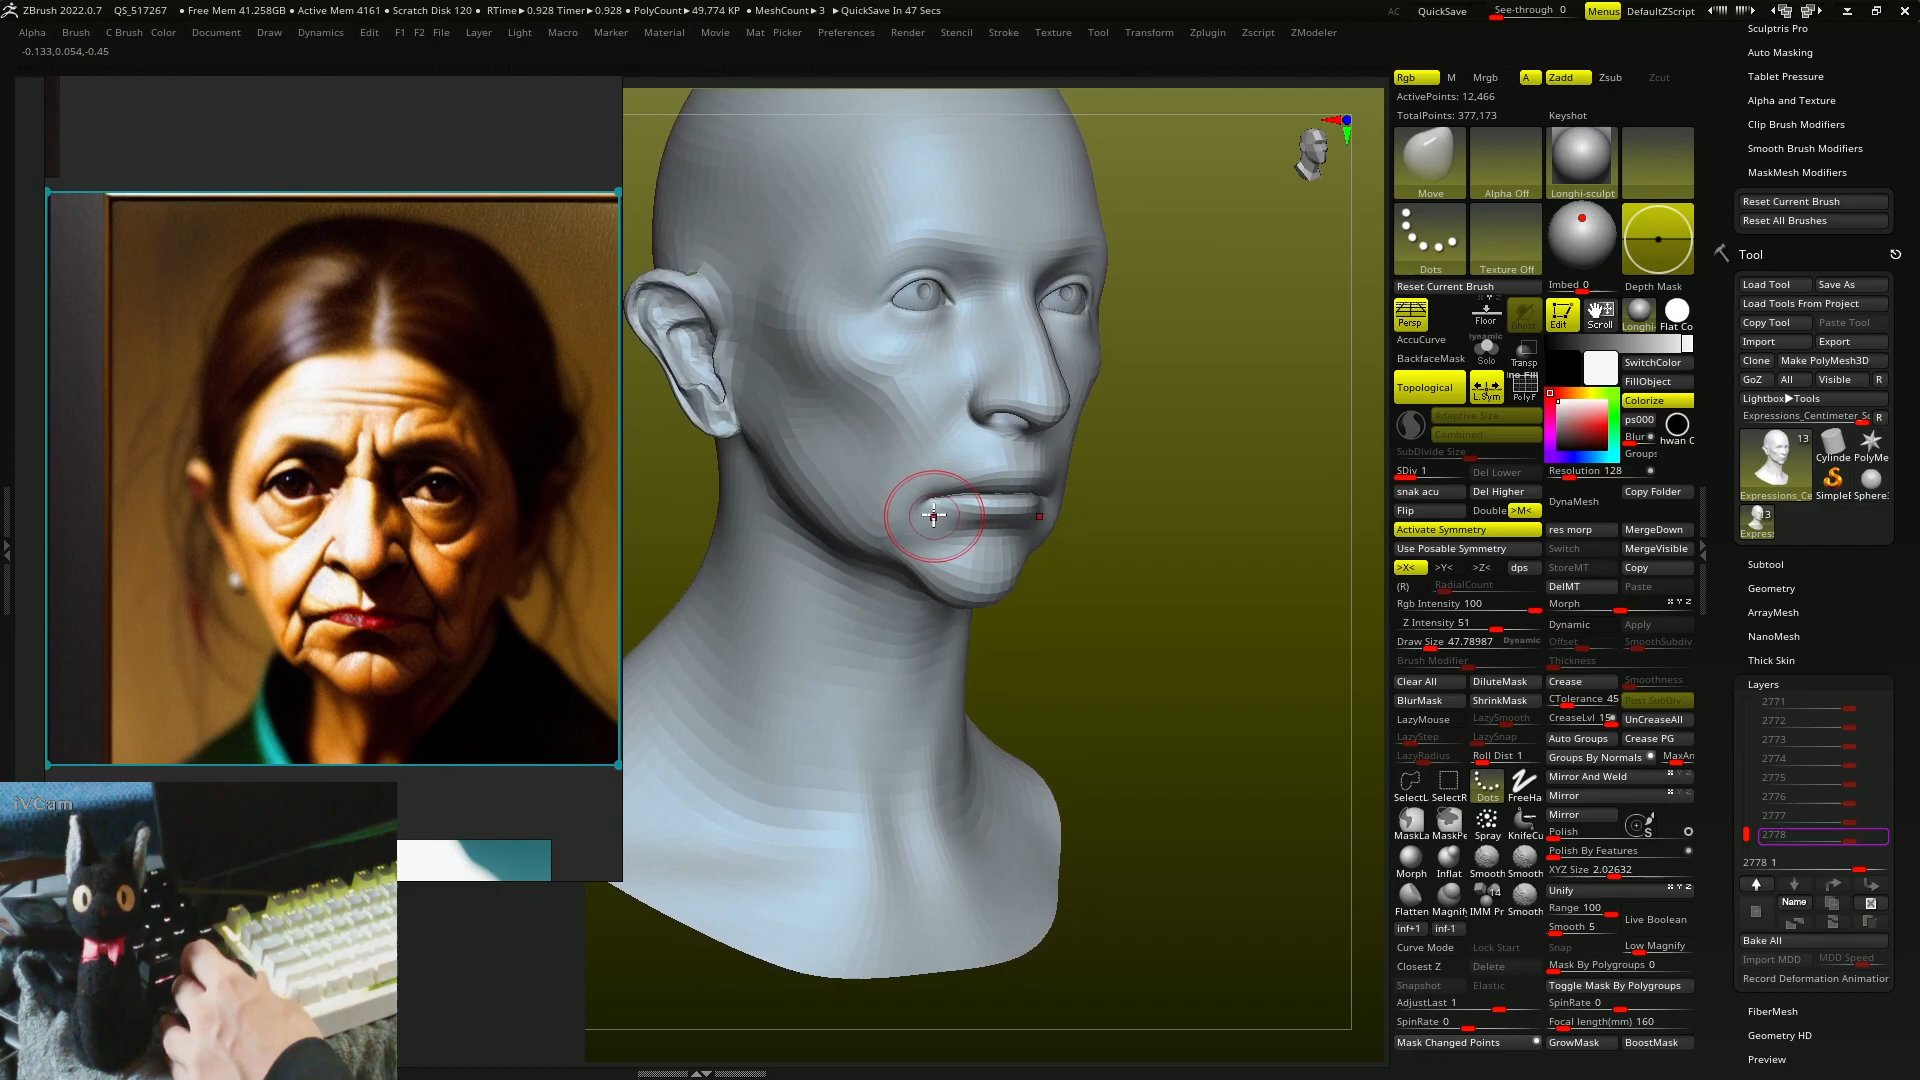 ZBrush 2022.0.7 QS_517267 ● Free Mem 41.258GB ● Active Mem 4161 ● Scratch Disk 120 ● RTime▶0.928 Timer▶0.928 ● PolyCount▶49.774 KP ● MeshCount▶3 ▶QuickSave In 47 Secs AC QuickSave See-through 0 Menus DefaultZScript
Alpha Brush C Brush Color Document Draw Dynamics Edit F1 F2 File Layer Light Macro Marker Material Movie Mat Picker Preferences Render Stencil Stroke Texture Tool Transform Zplugin Zscript ZModeler
-0.133,0.054,-0.45
Rgb M Mrgb A Zadd Zsub Zcut
ActivePoints: 12,466
TotalPoints: 377,173 Keyshot
Move Alpha Off Longhi-sculpt
Dots Texture Off
Reset Current Brush Imbed 0 Depth Mask
Persp Floor Ghost Edit Scroll Longhi- Flat Co
AccuCurve Dynamic
BackfaceMask Solo Transp SwitchColor
Topological L.Sym PolyF FillObject
Colorize
Adaptive Size ps000 hwan C
Combined Blur
SubDivide Size Groups
SDiv 1 Del Lower Resolution 128
snak acu Del Higher DynaMesh Copy Folder
Flip Double >M<
Activate Symmetry res morp MergeDown
Use Posable Symmetry Switch MergeVisible
>X< >Y< >Z< dps StoreMT Copy
(R) RadialCount DelMT Paste
Rgb Intensity 100 Morph X Y Z
Z Intensity 51 Dynamic Apply
Draw Size 47.78987 Dynamic Offset SmoothSubdiv
Brush Modifier Thickness
Clear All DiluteMask Crease Smoothness
BlurMask ShrinkMask CTolerance 45 Post SubDiv
LazyMouse LazySmooth CreaseLvl 15 UnCreaseAll
LazyStep LazySnap Auto Groups Crease PG
LazyRadius Roll Dist 1 Groups By Normals MaxAn
SelectL SelectR Dots FreeHa Mirror And Weld
Mirror
Mirror
MaskLa MaskPe Spray KnifeCu Polish S
Polish By Features
Morph Inflat Smooth Smooth XYZ Size 2.02632
14 Unify
Flatten Magnify IMM Pr Smooth Range 100 Live Boolean
inf+1 inf-1 Smooth 5
Curve Mode Lock Start Snap Low Magnify
Closest Z Delete Mask By Polygroups 0
Snapshot Elastic Toggle Mask By Polygroups
AdjustLast 1 SpinRate 0
SpinRate 0 Focal length(mm) 160
Mask Changed Points GrowMask BoostMask
Sculptris Pro
Auto Masking
Tablet Pressure
Alpha and Texture
Clip Brush Modifiers
Smooth Brush Modifiers
MaskMesh Modifiers
Reset Current Brush
Reset All Brushes
Tool
Load Tool Save As
Load Tools From Project
Copy Tool Paste Tool
Import Export
Clone Make PolyMesh3D
GoZ All Visible R
Lightbox▶Tools
Expressions_Centimeter_Sc R
13
Cylinde PolyMe
Expressions_Ce SimpleB Sphere3
3
Express
Subtool
Geometry
ArrayMesh
NanoMesh
Thick Skin
Layers
2771
2772
2773
2774
2775
2776
2777
2778
2778 1
Name
Bake All
Import MDD MDD Speed
Record Deformation Animation
FiberMesh
Geometry HD
Preview
iVCam